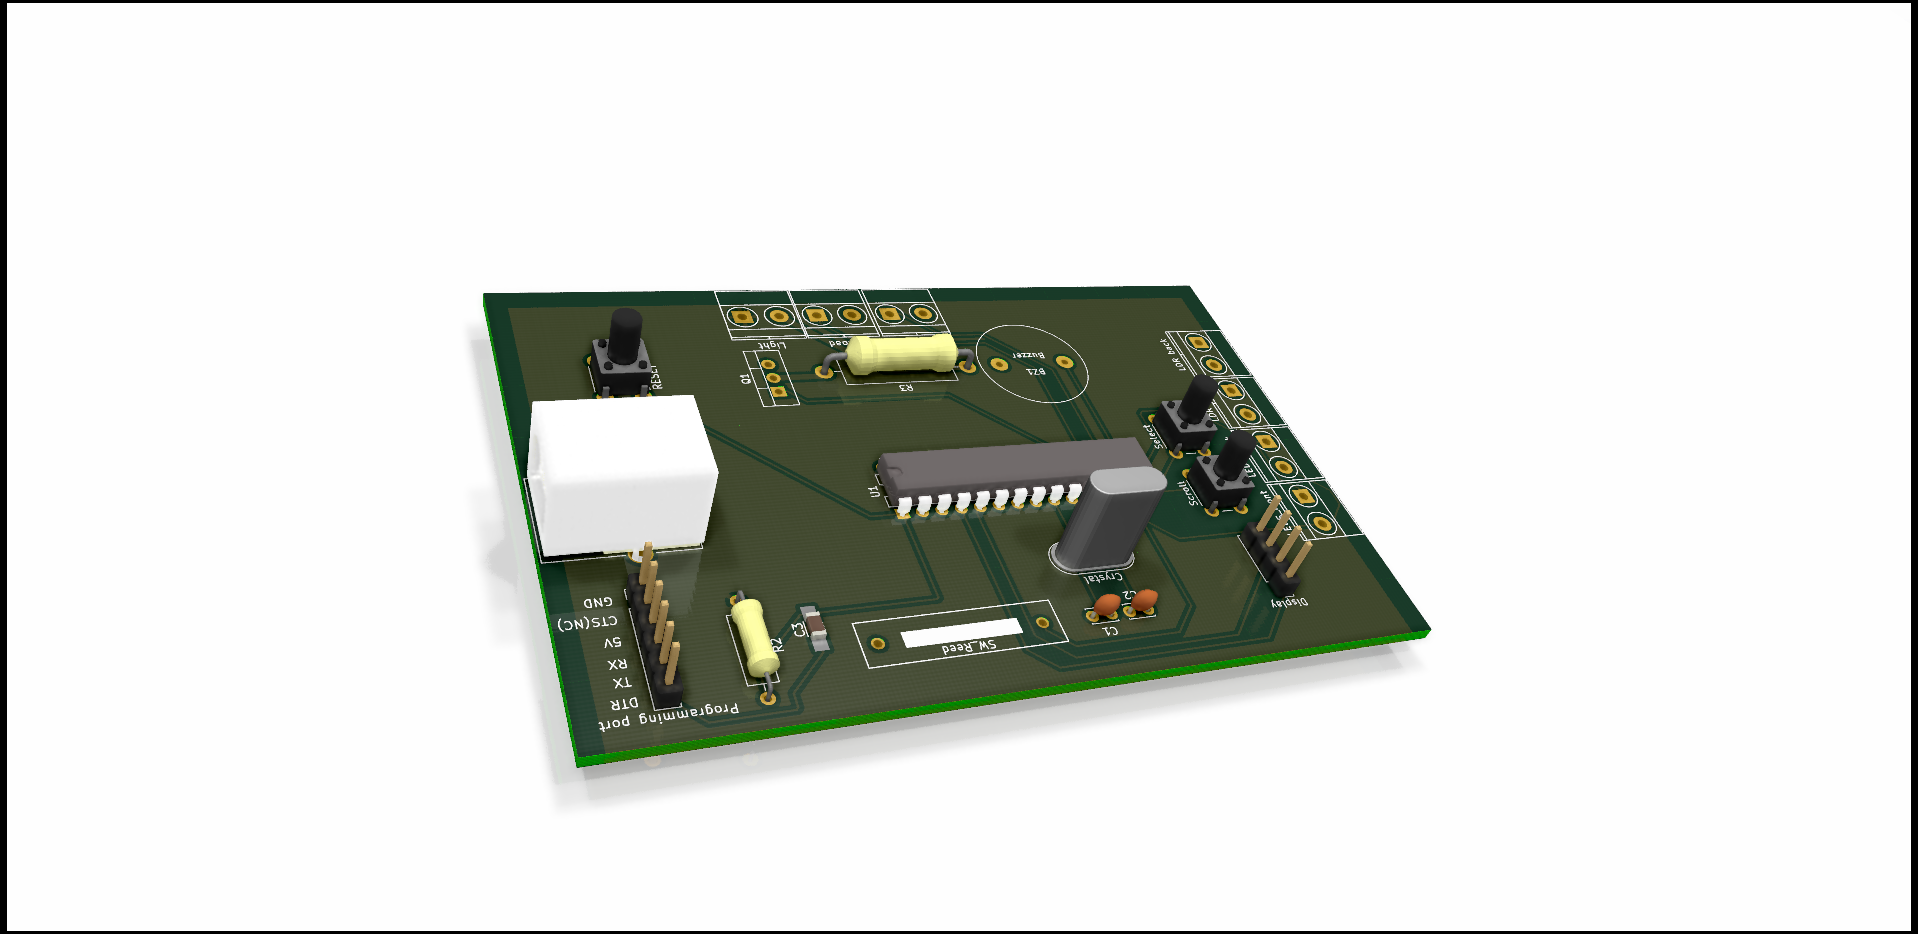 Light
RESET
Q1
R3
Buzzer
BZ1
LDR back
Select
Scroll
U1
Crystal
C2
C1
Display
SW_Reed
C3
R2
GND
CTS(NC)
5V
RX
TX
DTR
Programming port